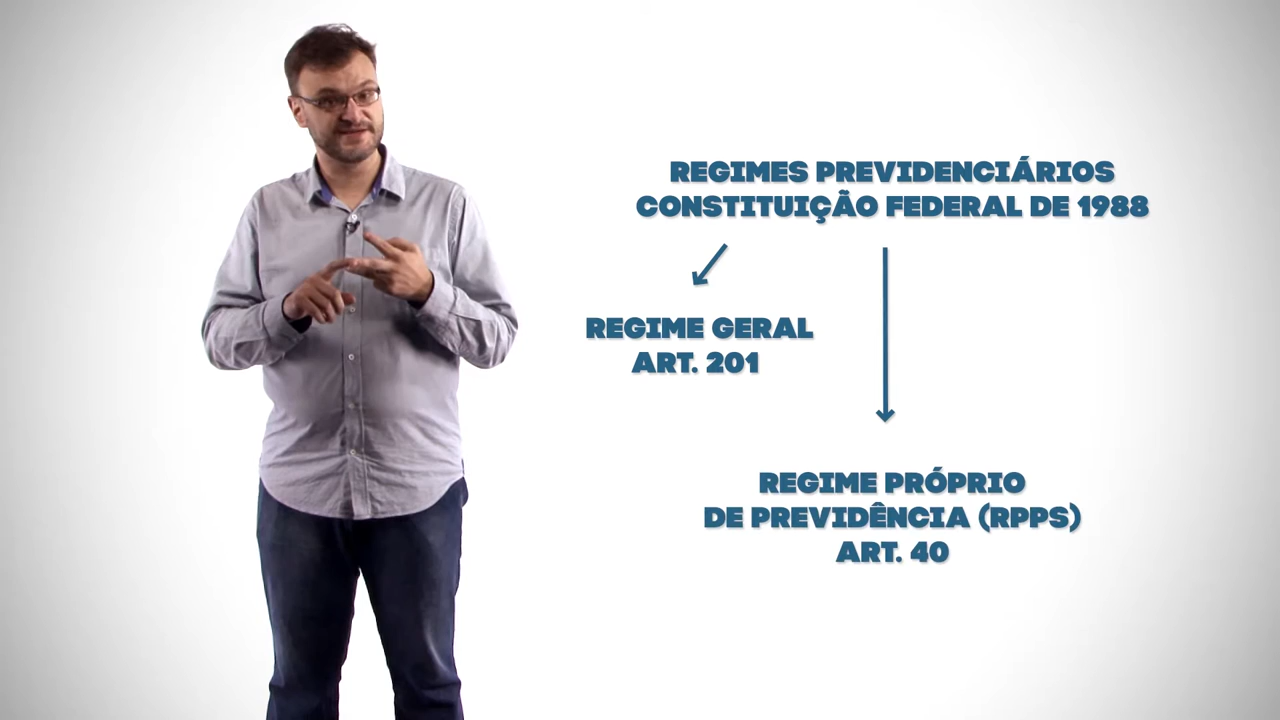 REGIMES PREVIDENCIÁRIOS
CONSTITUIÇÃO FEDERAL DE 1988
REGIME GERAL
ART. 201
REGIME PRÓPRIO
DE PREVIDÊNCIA (RPPS)
ART. 40